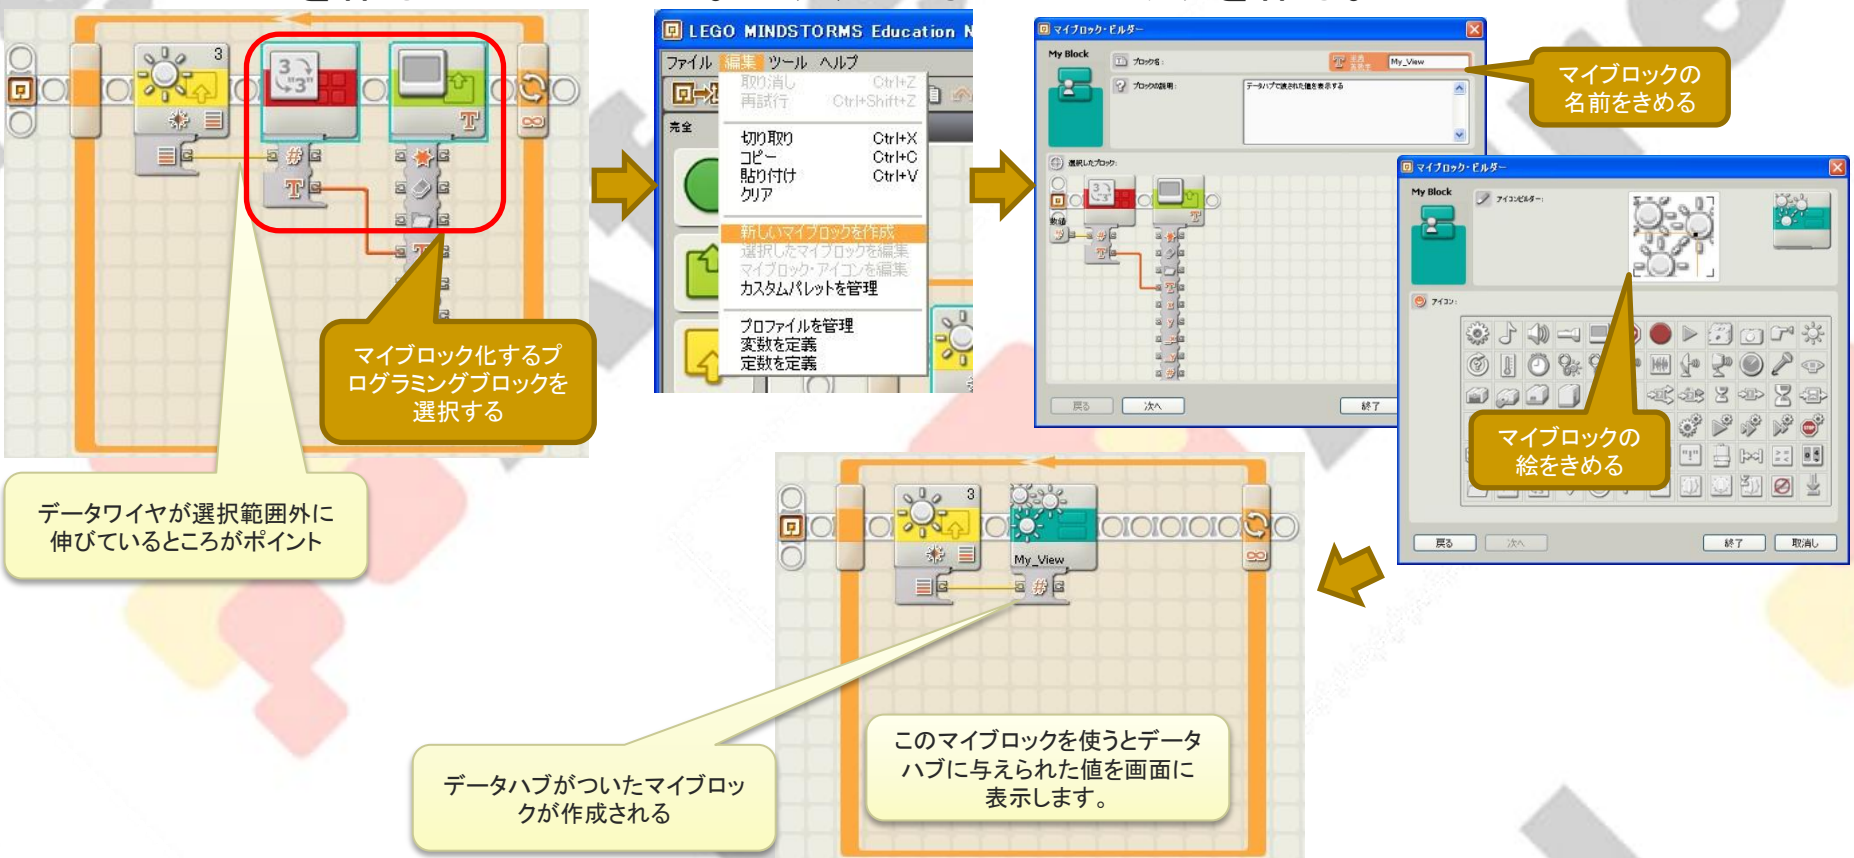 3
3
"3"
T
#
T
マイブロック化するプ
ログラミングブロックを
選択する
データワイヤが選択範囲外に
伸びているところがポイント
LEGO MINDSTORMS Education N
ファイル 編集 ツール ヘルプ
取り消し Ctrl+Z
再試行 Ctrl+Shift+Z
完全
切り取り Ctrl+X
コピー Ctrl+C
貼り付け Ctrl+V
クリア
新しいマイブロックを作成
選択したマイブロックを編集
マイブロック・アイコンを編集
カスタムパレットを管理
プロファイルを管理
変数を定義
定数を定義
マイブロック・ビルダー
My Block
ブロック名:
My_View
ブロックの説明:
データハブで渡された値を表示する
選択したブロック:
数値
戻る
次へ
終了
マイブロックの
名前をきめる
マイブロック・ビルダー
My Block
アイコンビルダー:
アイコン:
マイブロックの
絵をきめる
戻る
次へ
終了
取消し
3
My_View
#
データハブがついたマイブロッ
クが作成される
このマイブロックを使うとデータ
ハブに与えられた値を画面に
表示します。